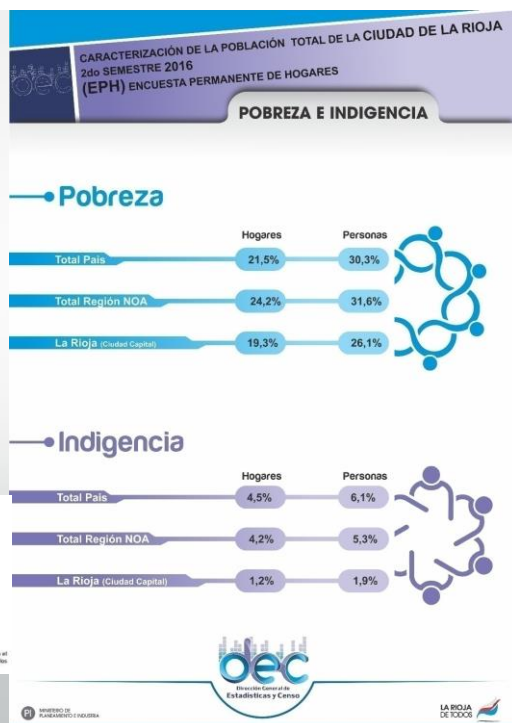 CARACTERIZACIÓN DE LA POBLACIÓN TOTAL DE LA CIUDAD DE LA RIOJA
2do SEMESTRE 2016
(EPH) ENCUESTA PERMANENTE DE HOGARES
POBREZA E INDIGENCIA
Pobreza
Hogares Personas
Total País 21,5% 30,3%
Total Región NOA 24,2% 31,6%
La Rioja (Ciudad Capital) 19,3% 26,1%
Indigencia
Hogares Personas
Total País 4,5% 6,1%
Total Región NOA 4,2% 5,3%
La Rioja (Ciudad Capital) 1,2% 1,9%
dec
Dirección General de
Estadísticas y Censo
PI MINISTERIO DE
PLANEAMIENTO E INDUSTRIA
LA RIOJA
DE TODOS